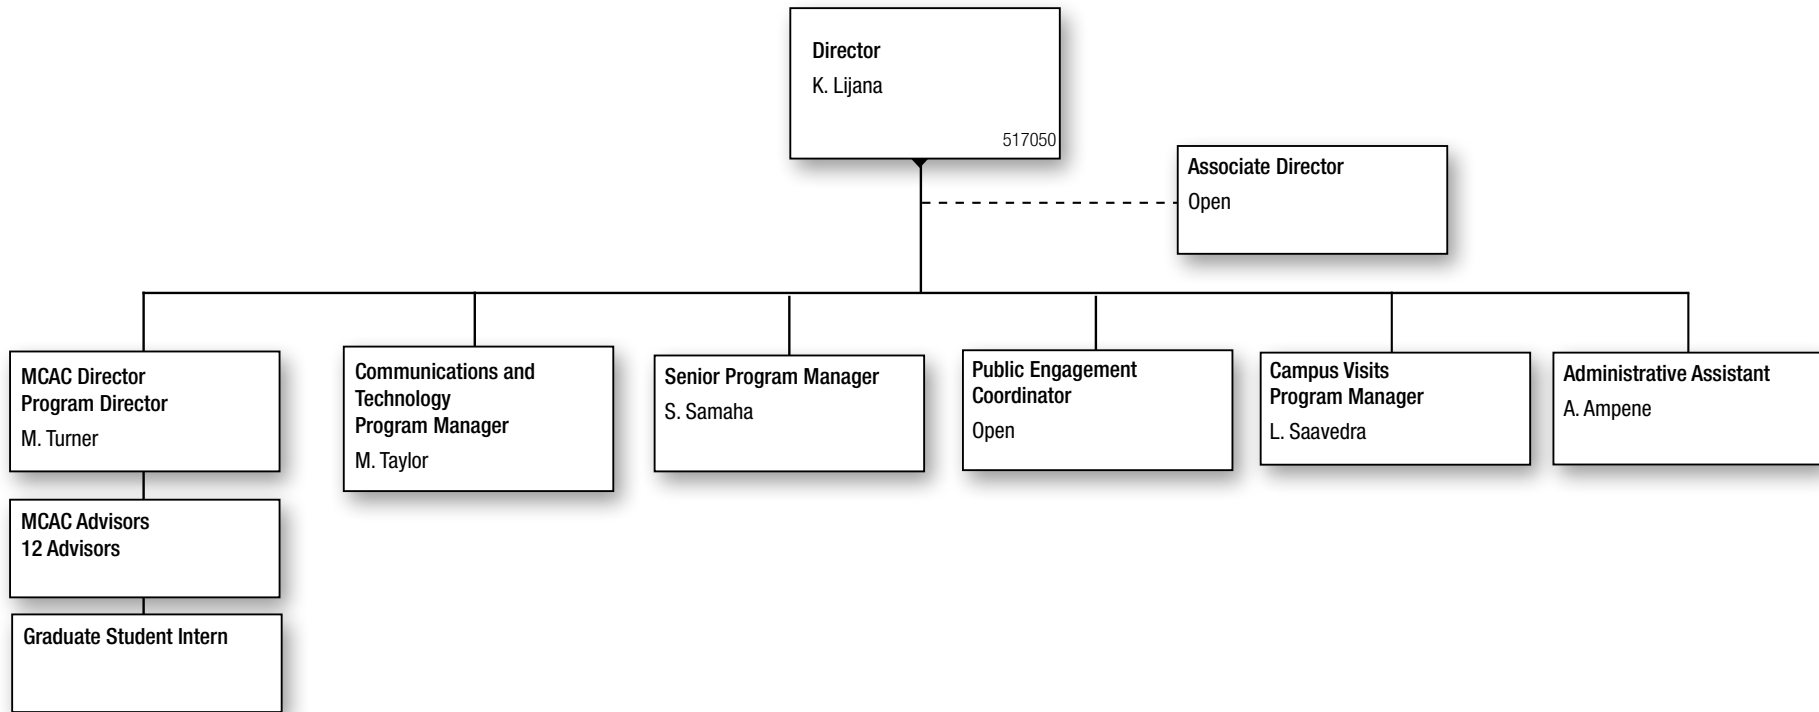 Director
K. Lijana
517050
Associate Director
Open
MCAC Director
Program Director
M. Turner
Communications and
Technology
Program Manager
M. Taylor
Senior Program Manager
S. Samaha
Public Engagement
Coordinator
Open
Campus Visits
Program Manager
L. Saavedra
Administrative Assistant
A. Ampene
MCAC Advisors
12 Advisors
Graduate Student Intern